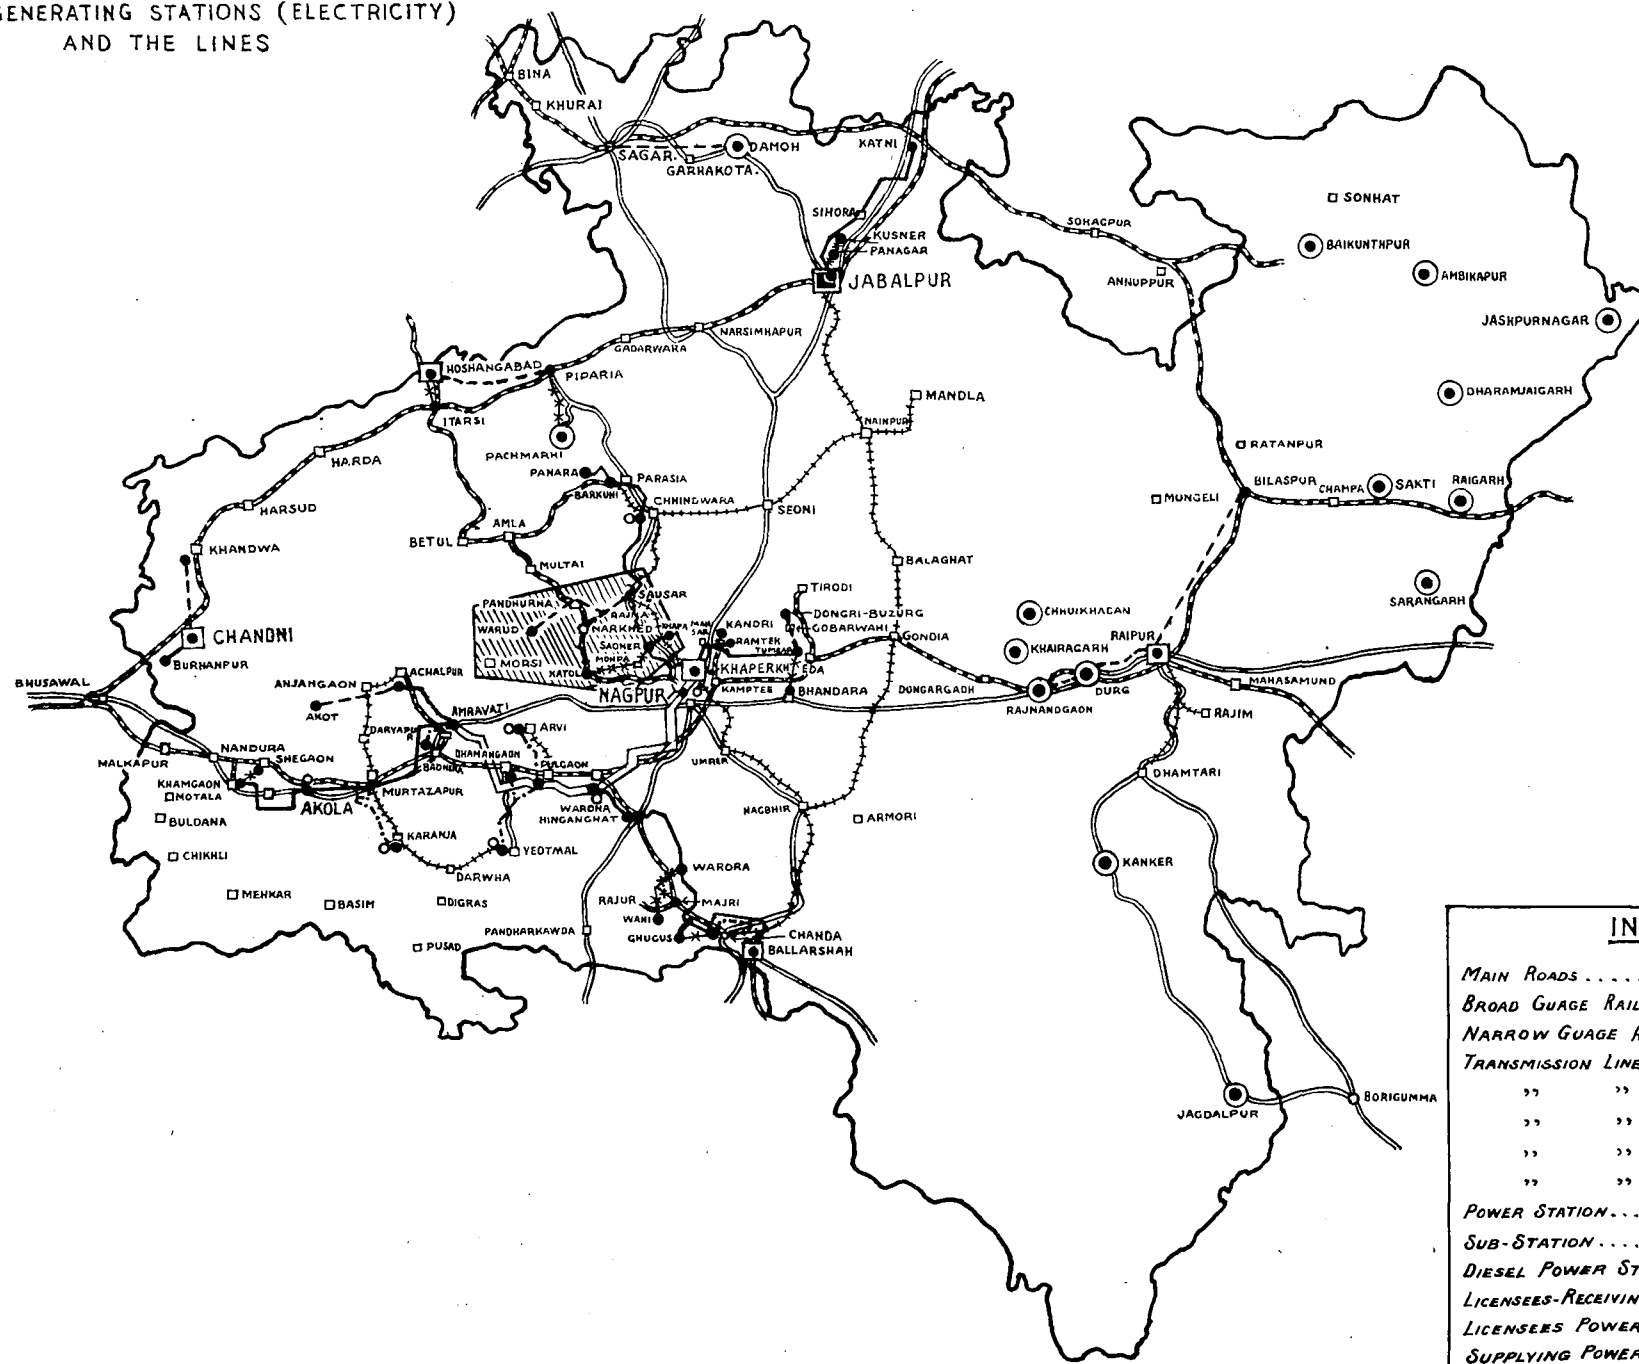 GENERATING STATIONS (ELECTRICITY)
AND THE LINES
BINA
KHURAI
SAGAR.
GARHAKOTA.
DAMOH
KATNI
SIHORA
KUSNER
PANAGAR
JABALPUR
SOHAGPUR
ANNUPPUR
SONHAT
BAIKUNTHPUR
AMBIKAPUR
JASHPURNAGAR
DHARAMJAIGARH
NARSIMHAPUR
GADARWARA
HOSHANGABAD
PIPARIA
ITARSI
PACHMARHI
MANDLA
NAINPUR
HARDA
HARSUD
KHANDWA
PANARA
BARKUHI
PARASIA
CHHINDWARA
SEONI
RATANPUR
BILASPUR
CHAMPA
SAKTI
RAIGARH
MUNGELI
BETUL
AMLA
MULTAI
BALAGHAT
SARANGARH
CHANDNI
BURHANPUR
BHUSAWAL
PANDHURNA
SAUSAR
WARUD
NARKHED
SAONER
MOHPA
MORSI
KATOL
KANDRI
RAMTEK
TIRODI
DONGRI-BUZURG
GOBARWAHI
GONDIA
CHHUIKHADAN
KHAIRAGARH
RAIPUR
KHAPERKHEDA
NAGPUR
KAMPTEE
BHANDARA
DUNGARGADH
RAJNANDGAON
DURG
MAHASAMUND
RAJIM
ACHALPUR
ANJANGAON
AKOT
AMRAVATI
DARYAPUR
BADNERA
DHAMANGAON
ARVI
PULGAON
NANDURA
SHEGAON
MALKAPUR
KHAMGAON
MOTALA
AKOLA
MURTAZAPUR
WARDHA
HINGANGHAT
UMRER
NAGBHIR
ARMORI
DHAMTARI
BULDANA
CHIKHLI
KARANJA
YEOTMAL
DARWHA
MEHKAR
BASIM
DIGRAS
PUSAD
WARORA
RAJUR
MAJRI
WANI
PANDHARKAWDA
GHUGUS
CHANDA
BALLARSHAH
KANKER
JAGDALPUR
BORIGUMMA
IN
MAIN ROADS ....
BROAD GUAGE RAIL
NARROW GUAGE R
TRANSMISSION LINE
,, ,,
,, ,,
,, ,,
,, ,,
POWER STATION...
SUB-STATION ....
DIESEL POWER ST
LICENSEES-RECEIVIN
LICENSEES POWER
SUPPLYING POWER